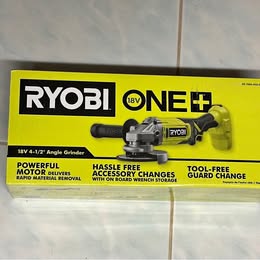 RYOBI 18V ONE+
RYOBI
18V 4-1/2" Angle Grinder
POWERFUL
MOTOR DELIVERS
RAPID MATERIAL REMOVAL
HASSLE FREE
ACCESSORY CHANGES
WITH ON BOARD WRENCH STORAGE
TOOL-FREE
GUARD CHANGE